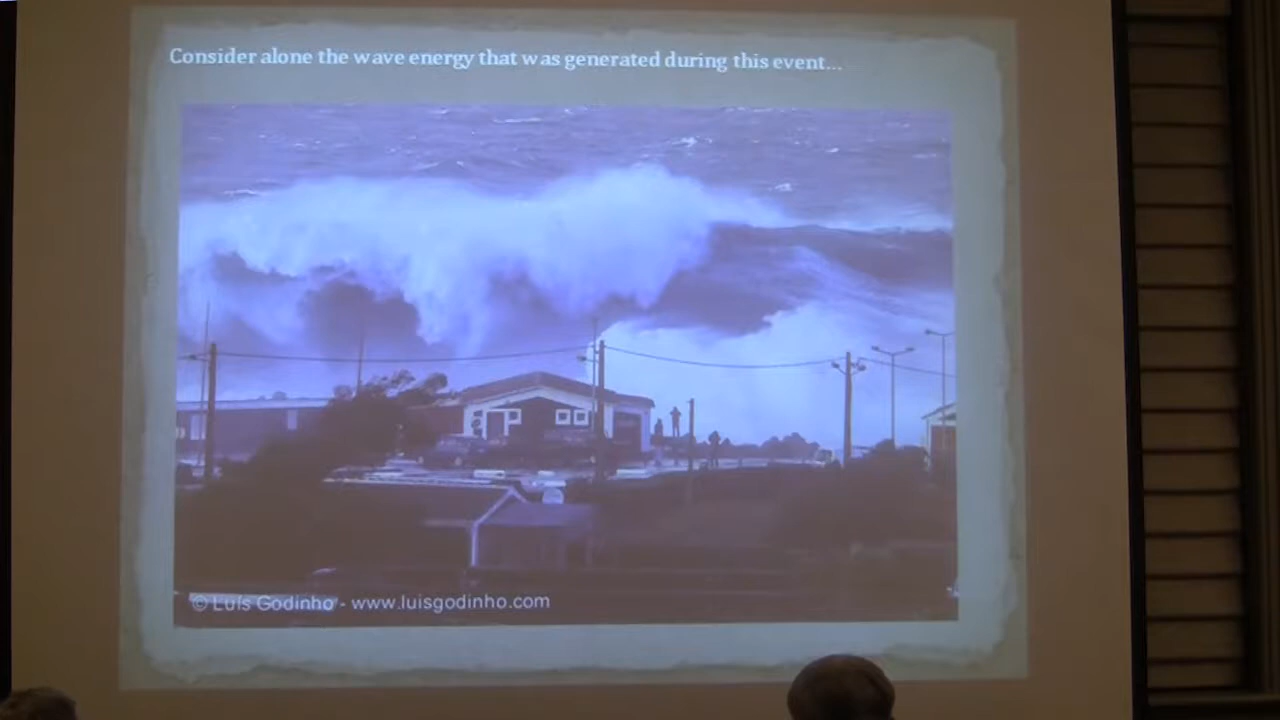 Consider alone the wave energy that was generated during this event...
© Luís Godinho - www.luisgodinho.com